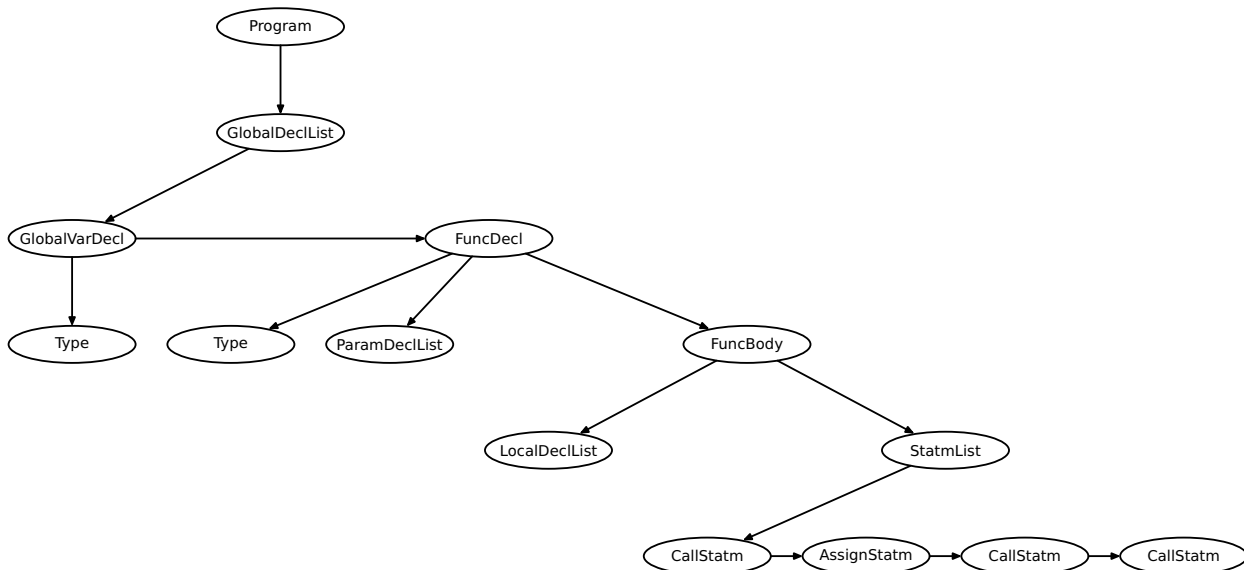 Program
GlobalDeclList
GlobalVarDecl
FuncDecl
Type
Type
ParamDeclList
FuncBody
LocalDeclList
StatmList
CallStatm
AssignStatm
CallStatm
CallStatm